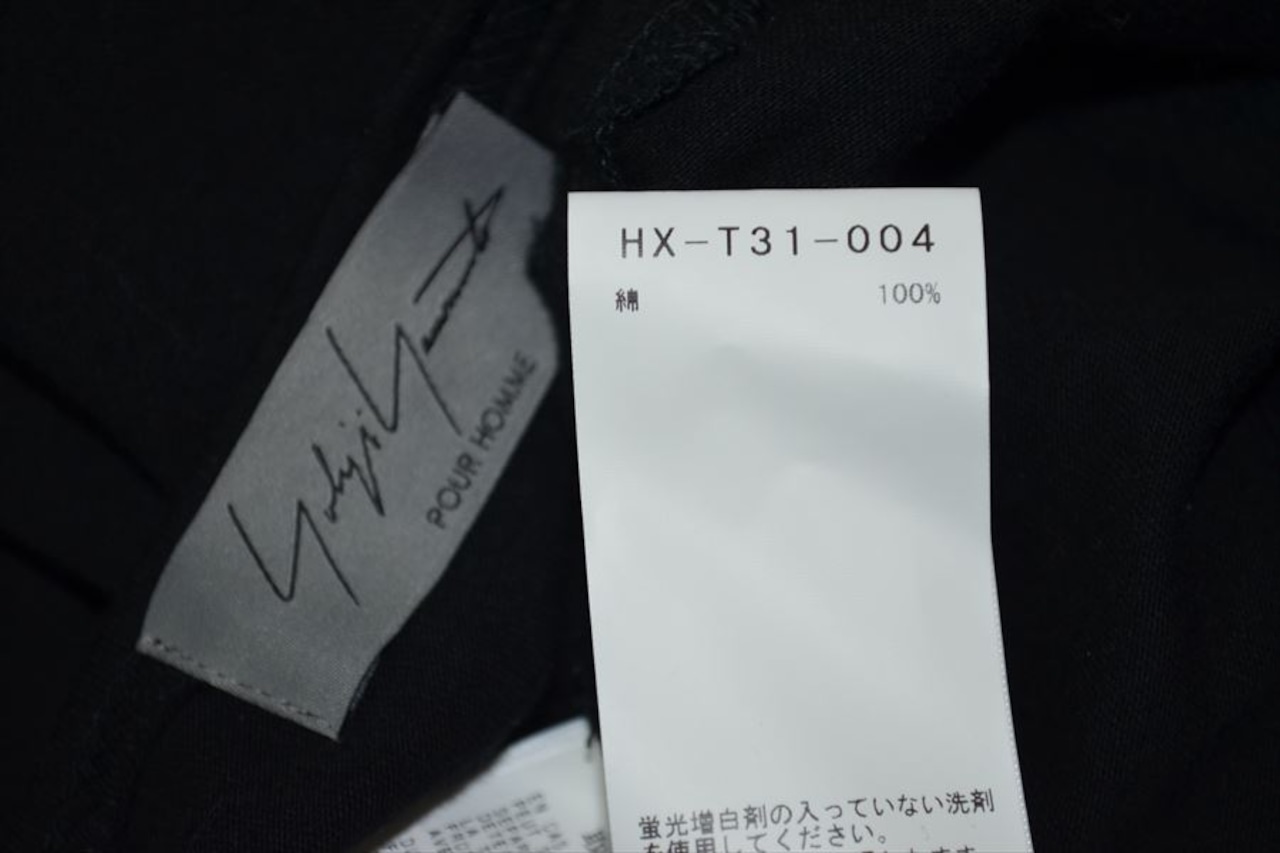 Yohji Yamamoto
POUR HOMME
HX-T31-004
綿 100%
蛍光増白剤の入っていない洗剤
を使用してください。